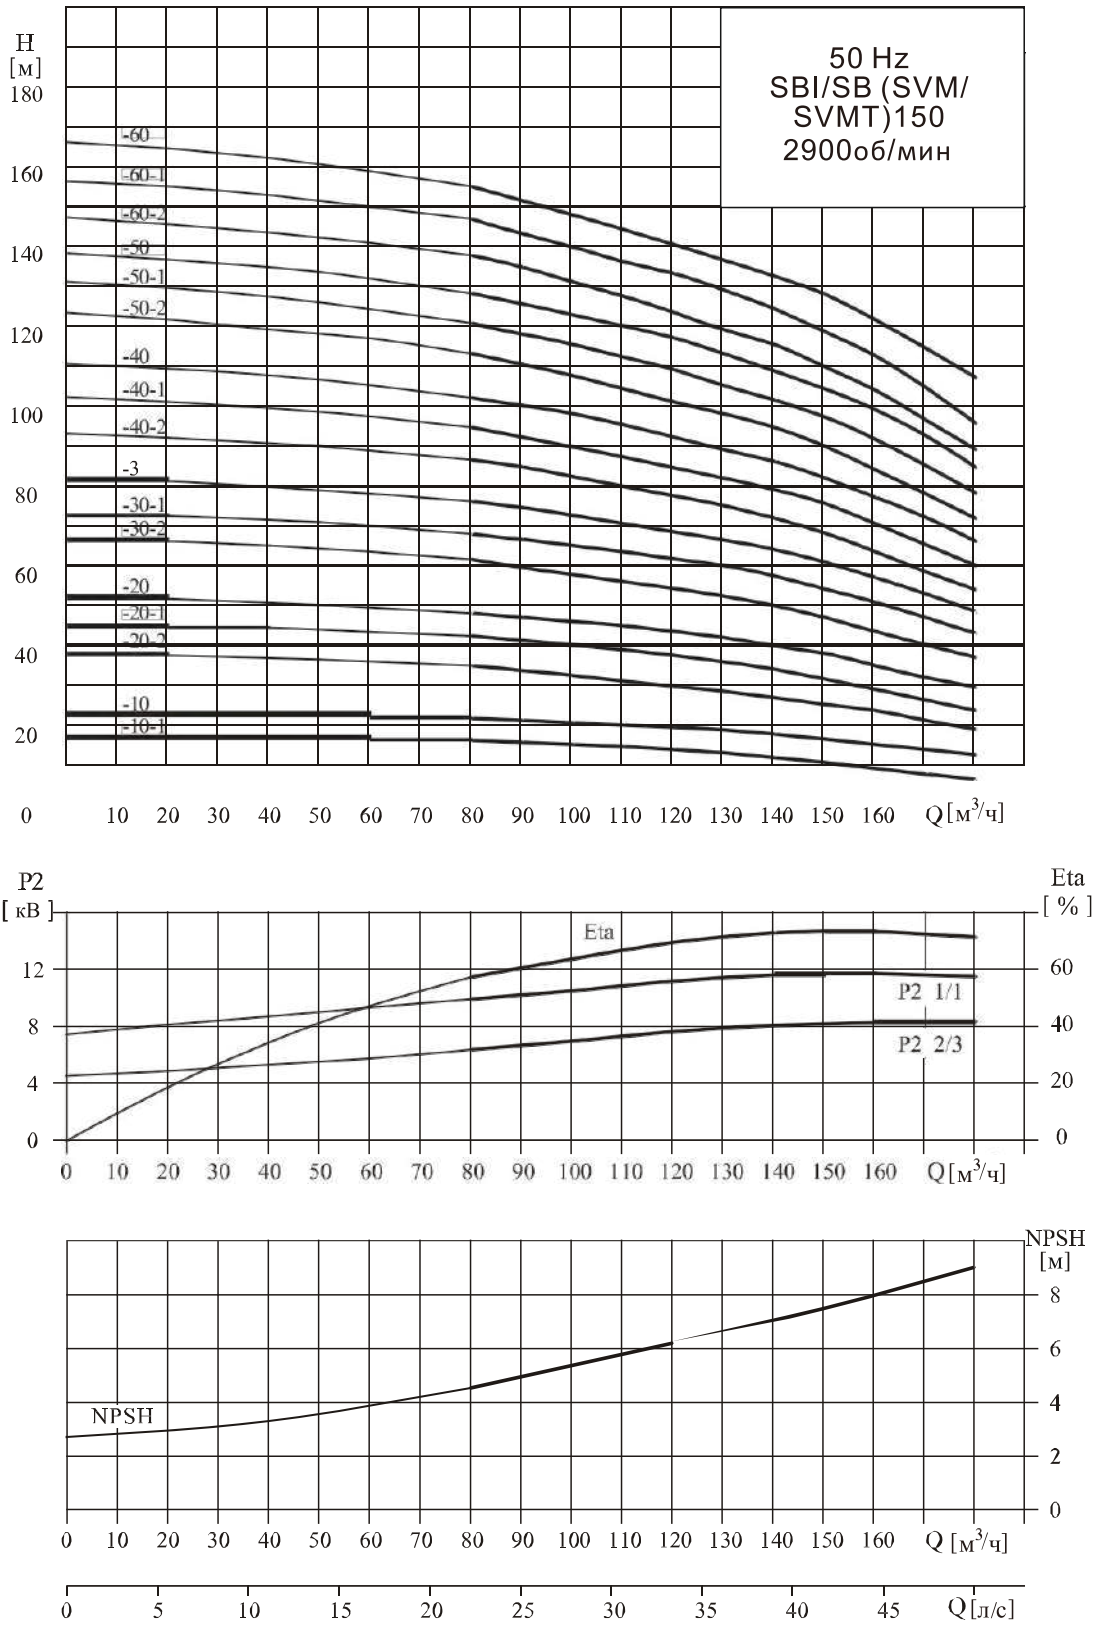 H
[м]
180
160
140
120
100
80
60
40
20
50 Hz
SBI/SB (SVM/
SVMT)150
2900об/мин
-60
-60-1
-60-2
-50
-50-1
-50-2
-40
-40-1
-40-2
-3
-30-1
-30-2
-20
-20-1
-20-2
-10
-10-1
0 10 20 30 40 50 60 70 80 90 100 110 120 130 140 150 160 Q[м³/ч]
P2
[ кВ ]
Eta
[ % ]
Eta
12
60
P2 1/1
8
40
P2 2/3
4
20
0
0
0 10 20 30 40 50 60 70 80 90 100 110 120 130 140 150 160 Q[м³/ч]
NPSH
[м]
8
6
4
NPSH
2
0
0 10 20 30 40 50 60 70 80 90 100 110 120 130 140 150 160 Q [м³/ч]
0 5 10 15 20 25 30 35 40 45 Q[л/с]